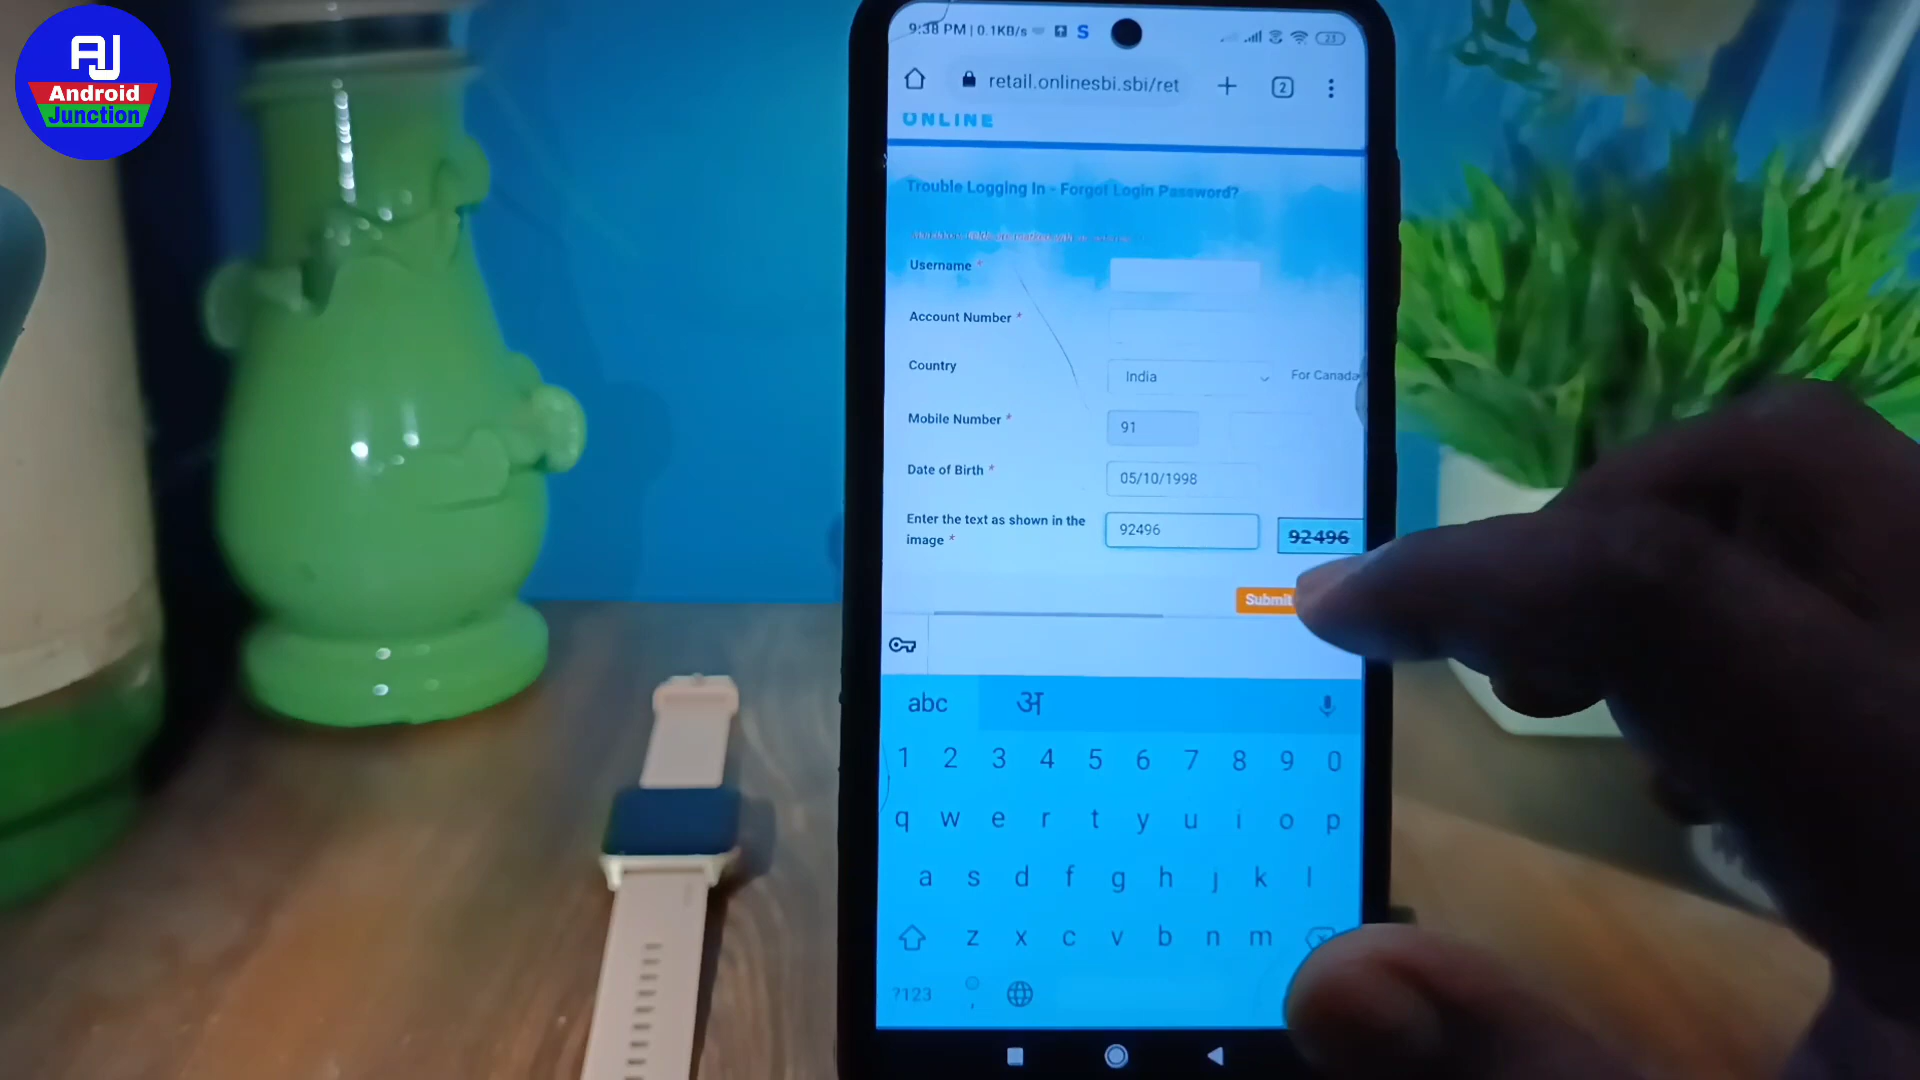 AJ
Android
Junction
9:38 PM | 0.1KB/s S
23
retail.onlinesbi.sbi/ret
2
ONLINE
Trouble Logging In - Forgot Login Password?
Username *
Account Number *
Country India For Canada
Mobile Number * 91
Date of Birth * 05/10/1998
Enter the text as shown in the
image * 92496 92496
Submit
abc अ
1 2 3 4 5 6 7 8 9 0
q w e r t y u i o p
a s d f g h j k l
z x c v b n m
?123 ,